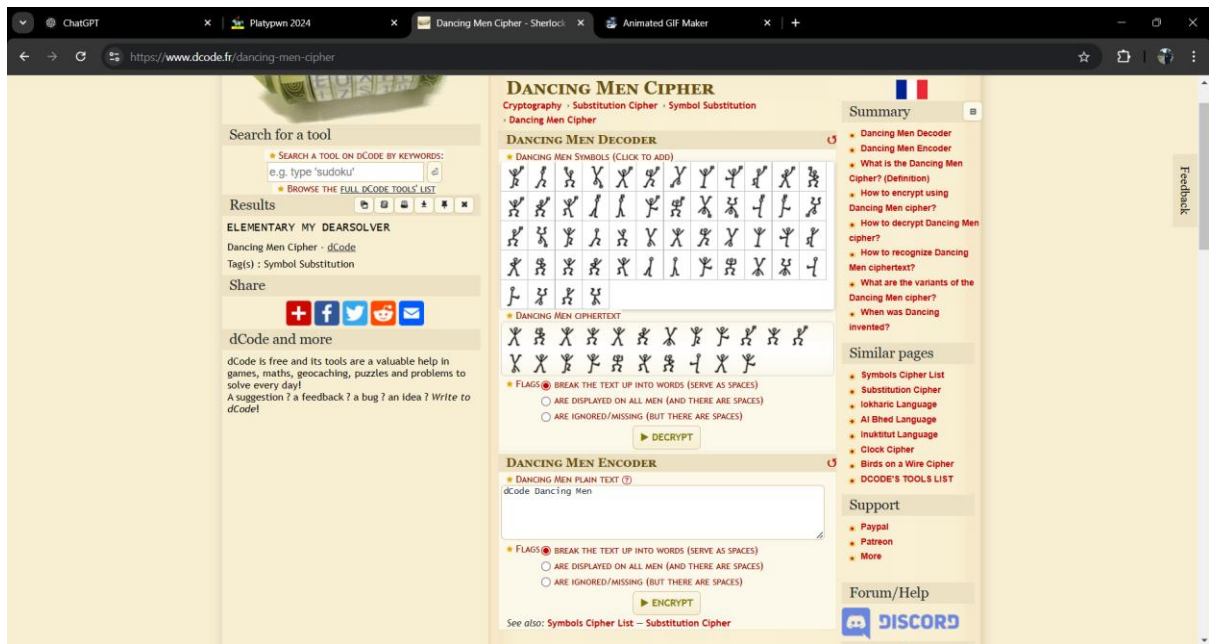 ChatGPT
Platypwn 2024
Dancing Men Cipher - Sherlock
Animated GIF Maker
https://www.dcode.fr/dancing-men-cipher
Search for a tool
SEARCH A TOOL ON DCODE BY KEYWORDS:
e.g. type 'sudoku'
BROWSE THE FULL DCODE TOOLS' LIST
Results
ELEMENTARY MY DEARSOLVER
Dancing Men Cipher - dCode
Tag(s) : Symbol Substitution
Share
dCode and more
dCode is free and its tools are a valuable help in
games, maths, geocaching, puzzles and problems to
solve every day!
A suggestion ? a feedback ? a bug ? an idea ? Write to
dCode!
DANCING MEN CIPHER
Cryptography › Substitution Cipher › Symbol Substitution
› Dancing Men Cipher
DANCING MEN DECODER
DANCING MEN SYMBOLS (CLICK TO ADD)
DANCING MEN CIPHERTEXT
FLAGS BREAK THE TEXT UP INTO WORDS (SERVE AS SPACES)
ARE DISPLAYED ON ALL MEN (AND THERE ARE SPACES)
ARE IGNORED/MISSING (BUT THERE ARE SPACES)
▶ DECRYPT
DANCING MEN ENCODER
DANCING MEN PLAIN TEXT ?
dCode Dancing Men
FLAGS BREAK THE TEXT UP INTO WORDS (SERVE AS SPACES)
ARE DISPLAYED ON ALL MEN (AND THERE ARE SPACES)
ARE IGNORED/MISSING (BUT THERE ARE SPACES)
▶ ENCRYPT
See also: Symbols Cipher List — Substitution Cipher
Summary
Dancing Men Decoder
Dancing Men Encoder
What is the Dancing Men
Cipher? (Definition)
How to encrypt using
Dancing Men cipher?
How to decrypt Dancing Men
cipher?
How to recognize Dancing
Men ciphertext?
What are the variants of the
Dancing Men cipher?
When was Dancing
invented?
Similar pages
Symbols Cipher List
Substitution Cipher
Iokharic Language
Al Bhed Language
Inuktitut Language
Clock Cipher
Birds on a Wire Cipher
DCODE'S TOOLS LIST
Support
Paypal
Patreon
More
Forum/Help
DISCORD
Feedback